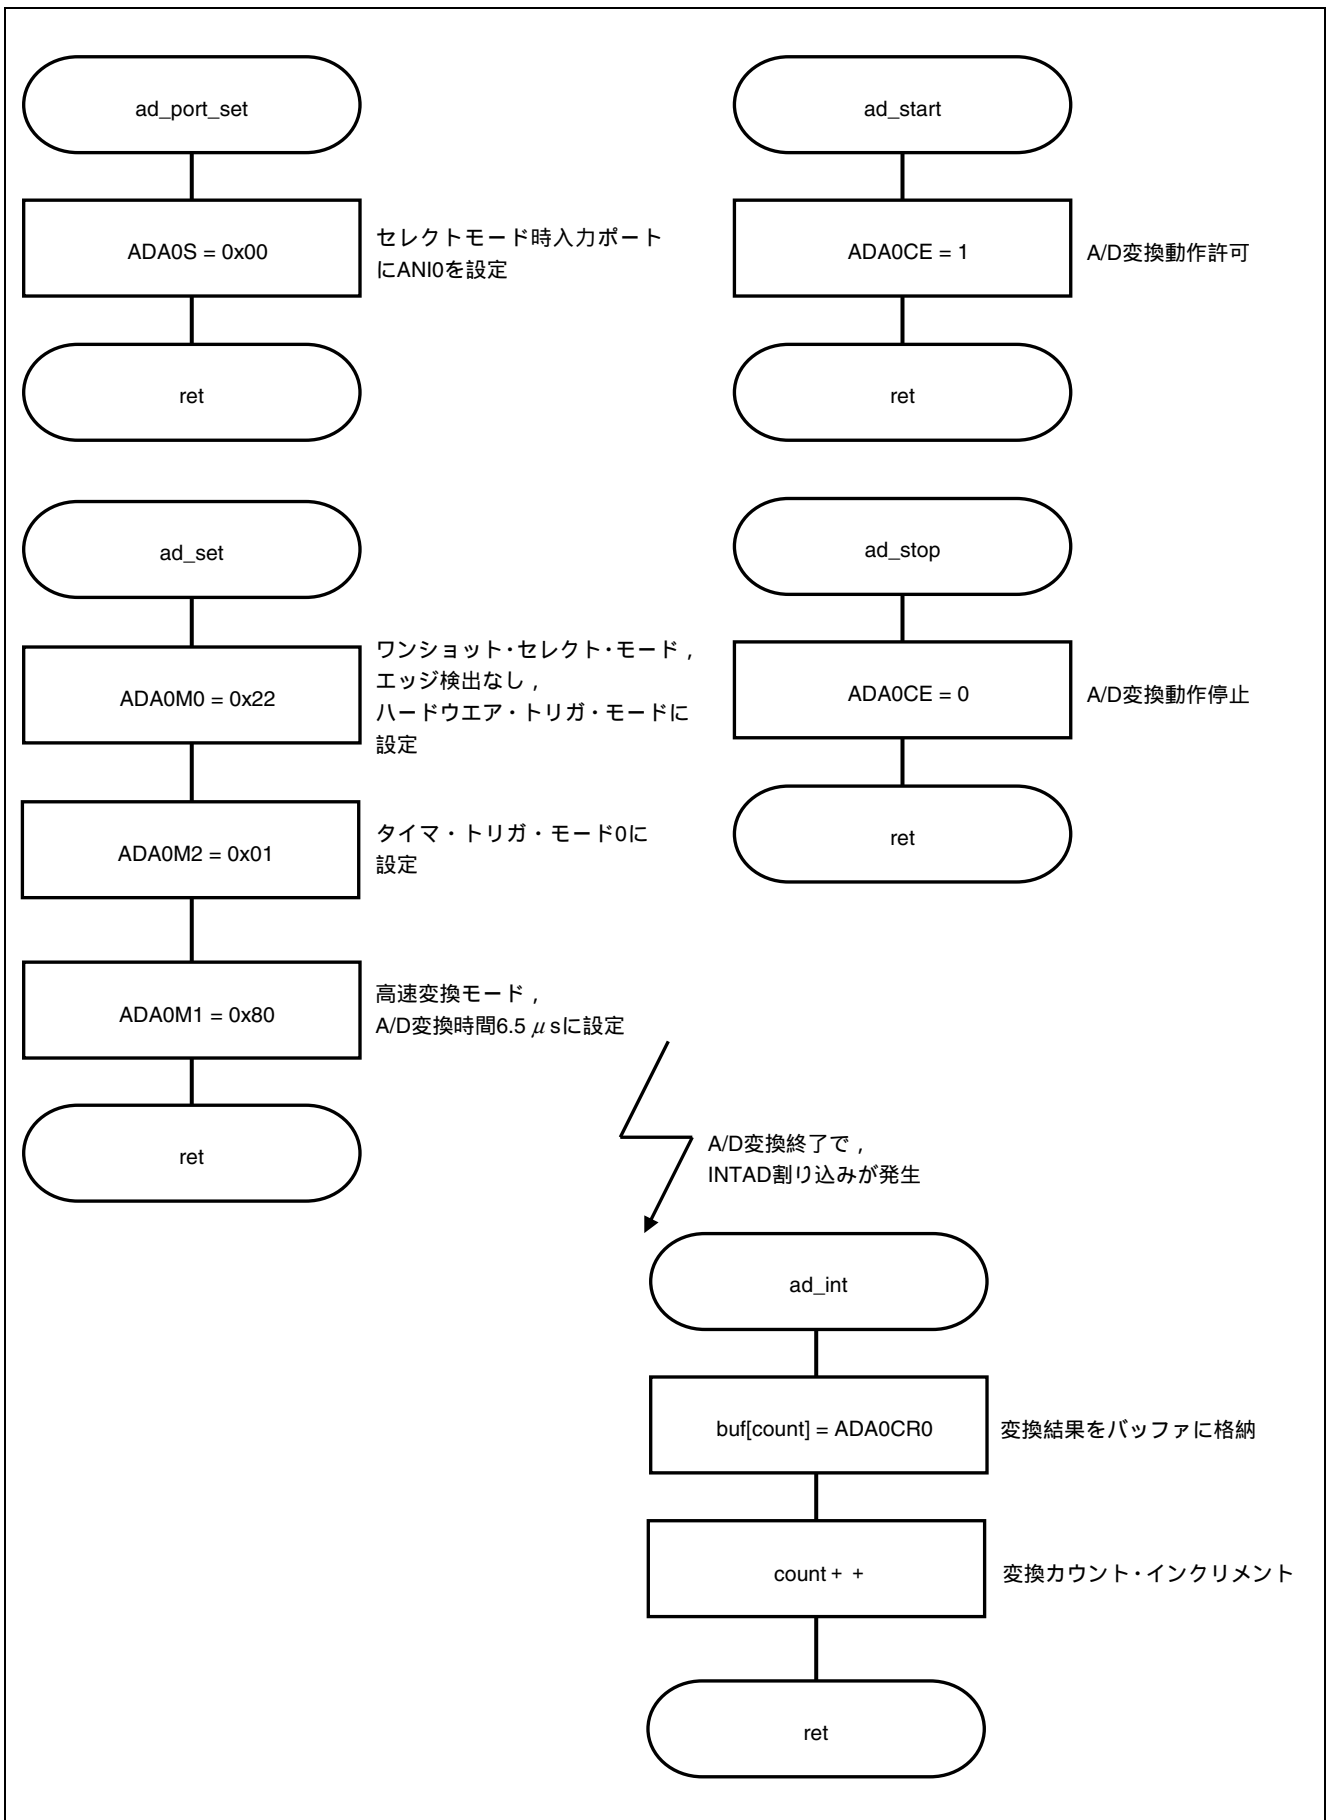 ad_port_set
ADA0S = 0x00
セレクトモード時入力ポート
にANI0を設定
ret
ad_start
ADA0CE = 1
A/D変換動作許可
ret
ad_set
ADA0M0 = 0x22
ワンショット・セレクト・モード，
エッジ検出なし，
ハードウエア・トリガ・モードに
設定
ADA0M2 = 0x01
タイマ・トリガ・モード0に
設定
ADA0M1 = 0x80
高速変換モード，
A/D変換時間6.5 μsに設定
ret
ad_stop
ADA0CE = 0
A/D変換動作停止
ret
A/D変換終了で，
INTAD割り込みが発生
ad_int
buf[count] = ADA0CR0
変換結果をバッファに格納
count + +
変換カウント・インクリメント
ret